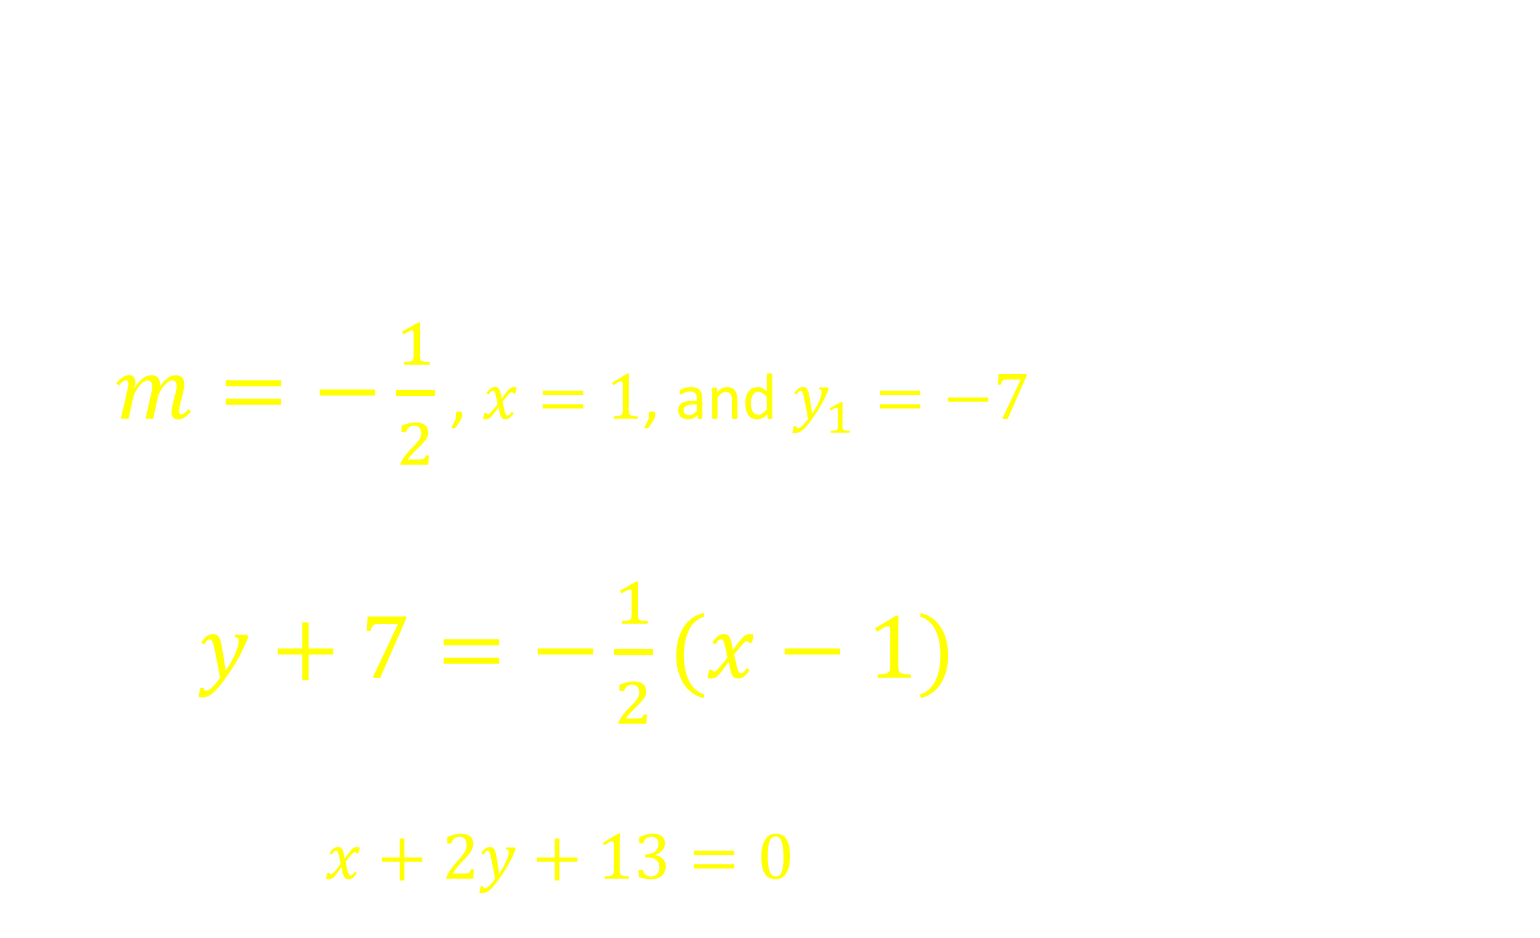 m = −1/2, x = 1, and y₁ = −7
y + 7 = −1/2(x − 1)
x + 2y + 13 = 0